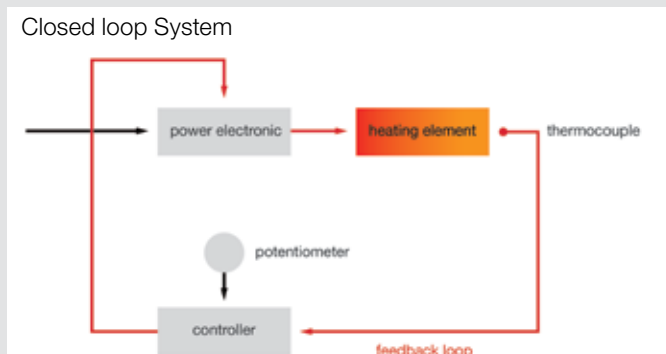 Closed loop System
power electronic
heating element
thermocouple
potentiometer
controller
feedback loop